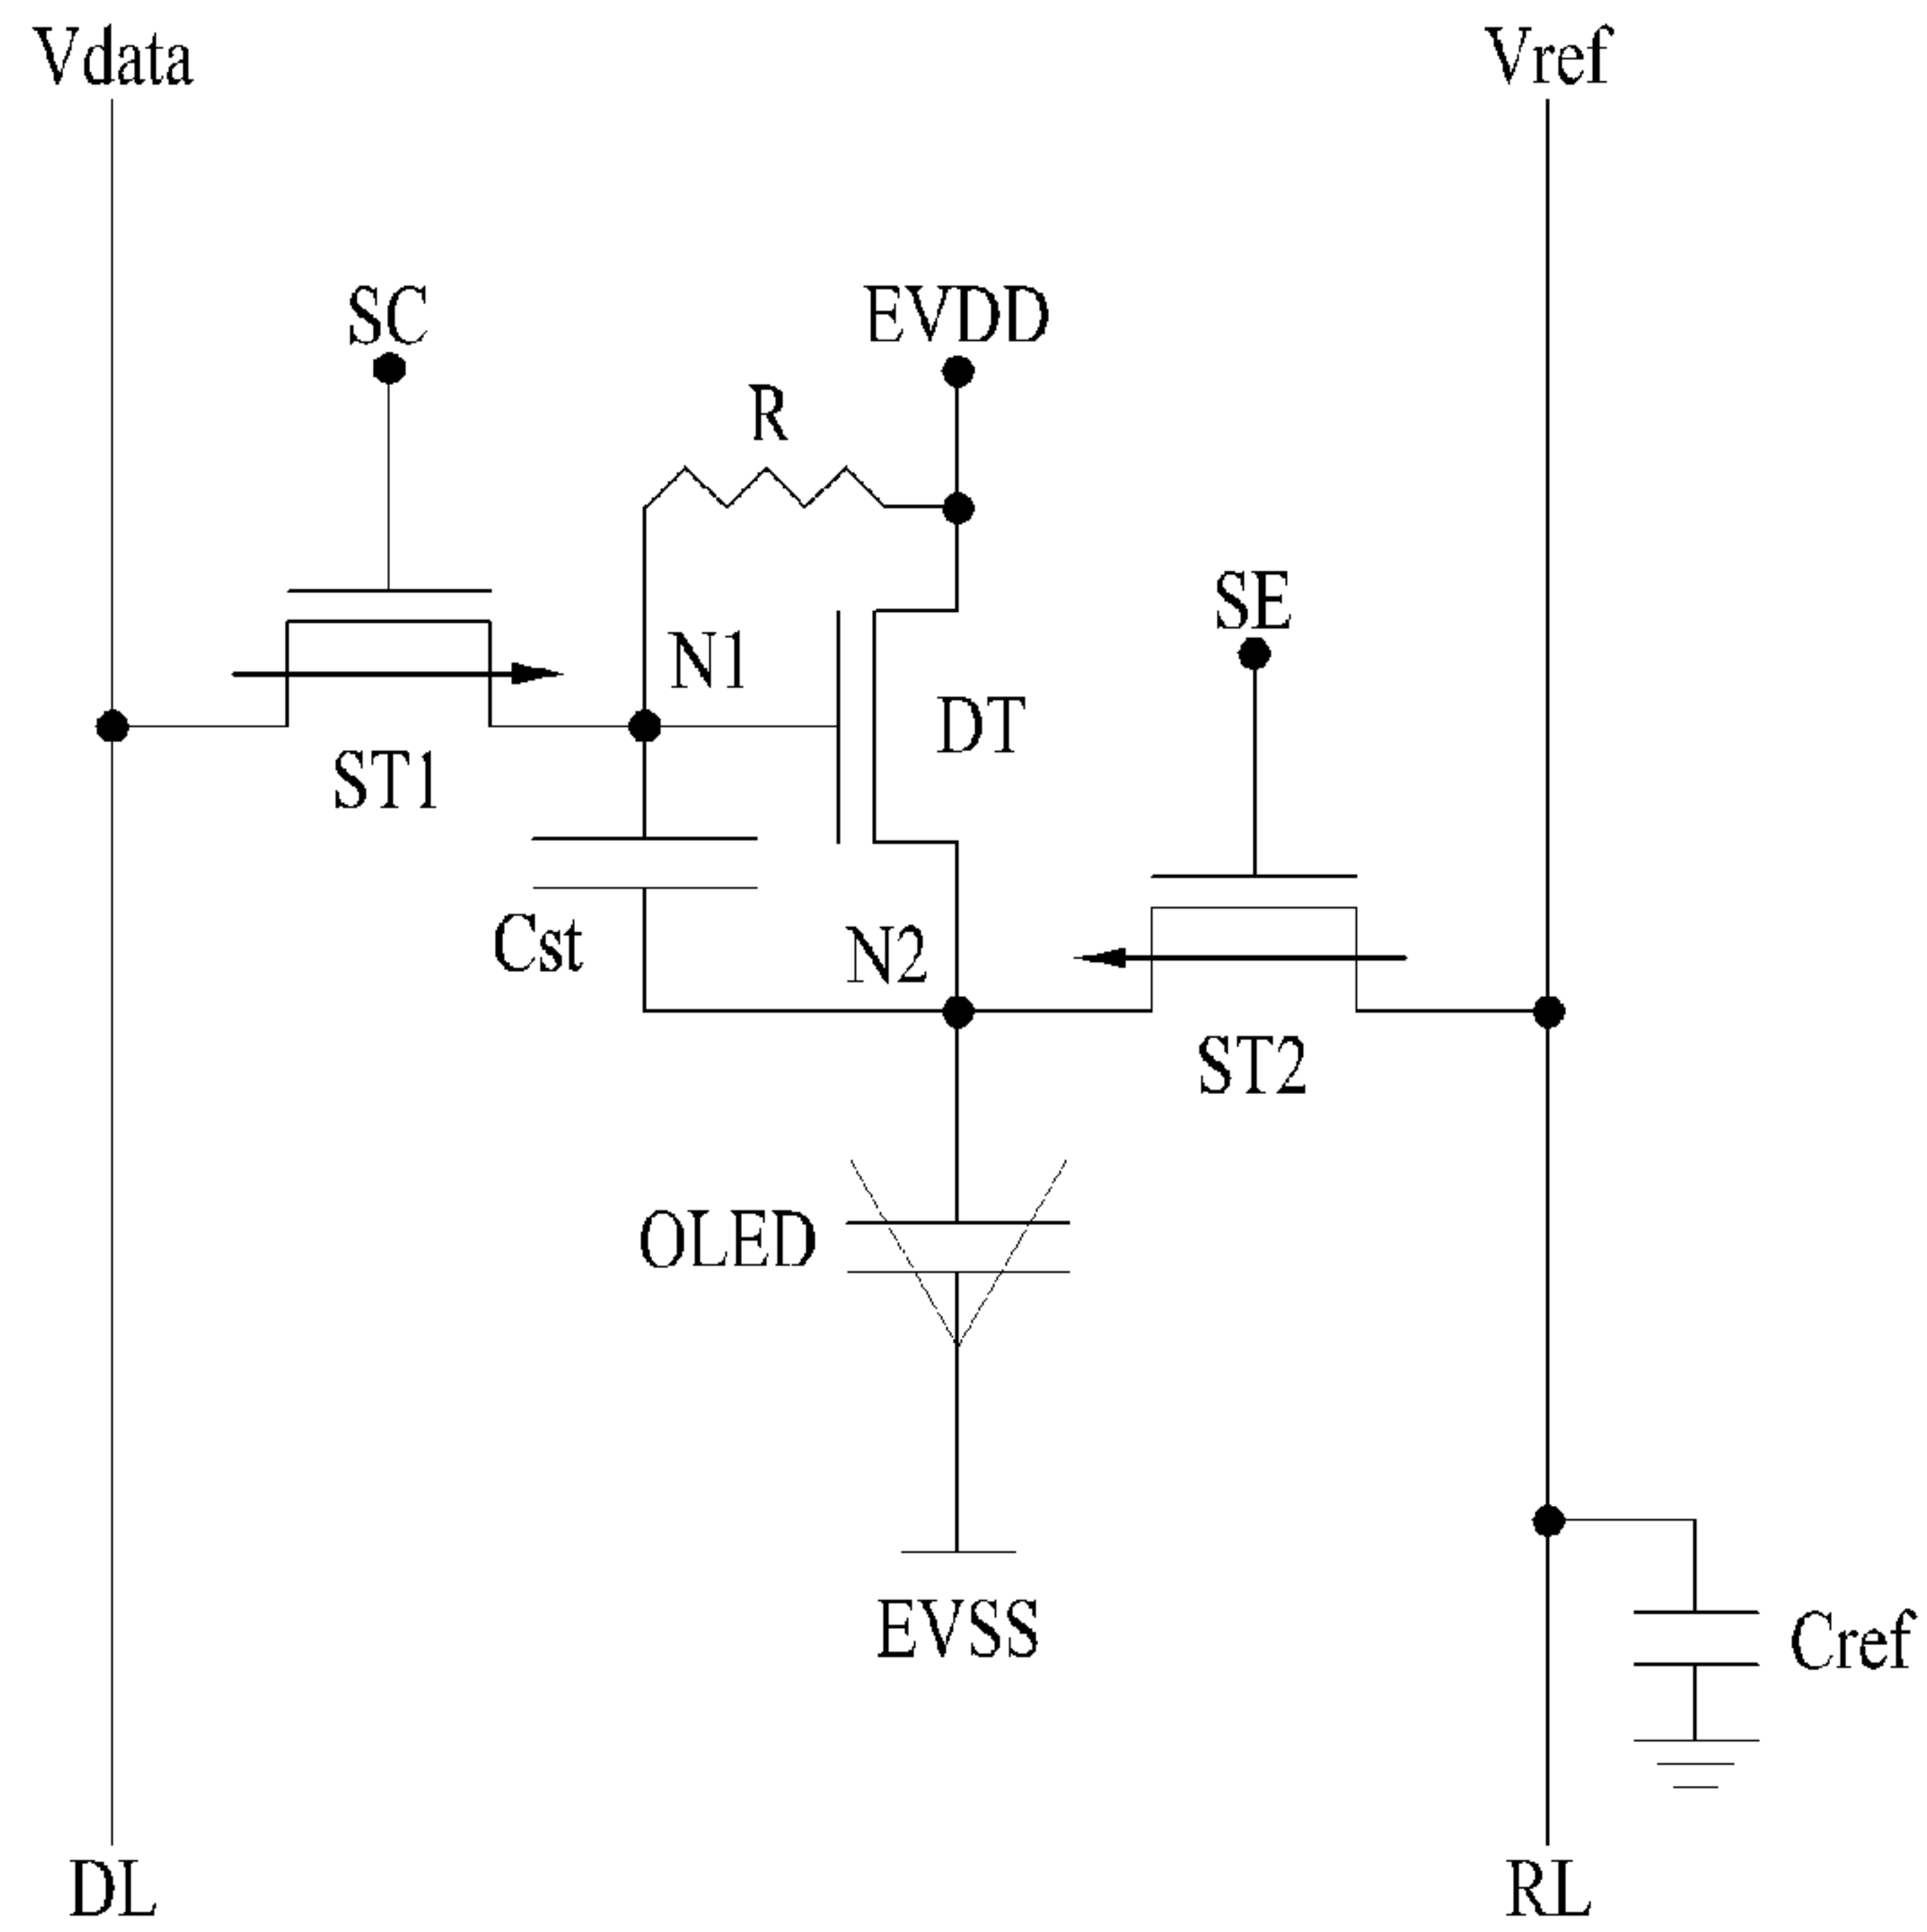 Vdata
Vref
SC
EVDD
R
SE
N1
DT
ST1
Cst
N2
ST2
OLED
EVSS
Cref
DL
RL